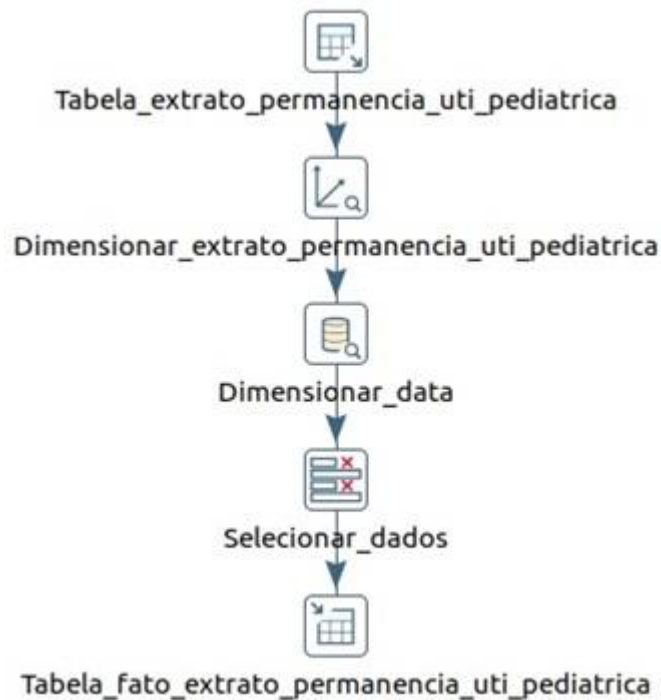 Tabela_extrato_permanencia_uti_pediatrica
Dimensionar_extrato_permanencia_uti_pediatrica
Dimensionar_data
Selecionar_dados
Tabela_fato_extrato_permanencia_uti_pediatrica